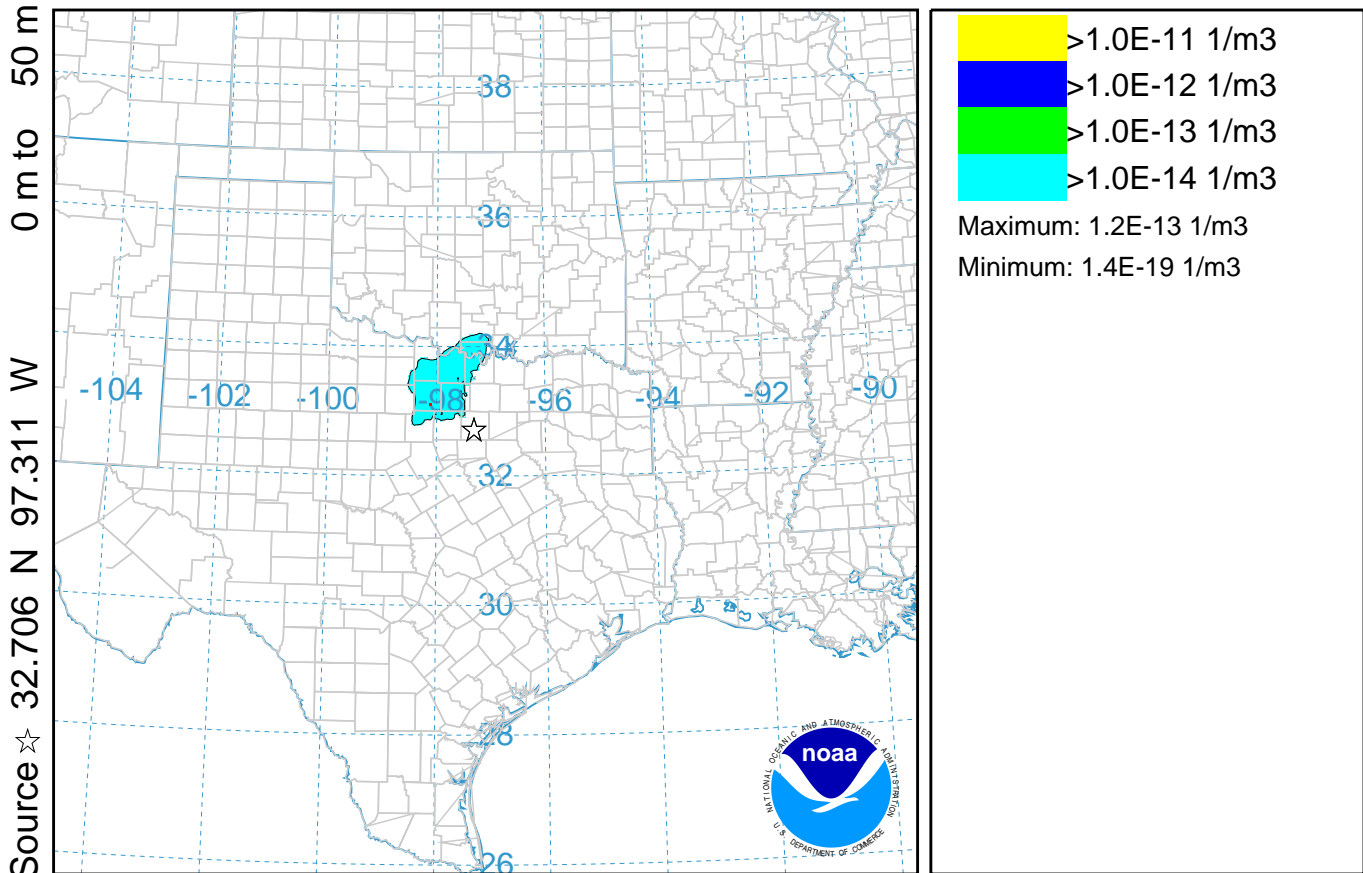 Source ☆ 32.706 N 97.311 W 0 m to 50 m
38
36
34
-104 -102 -100 -98 -96 -94 -92 -90
32
30
28
26
>1.0E-11 1/m3
>1.0E-12 1/m3
>1.0E-13 1/m3
>1.0E-14 1/m3
Maximum: 1.2E-13 1/m3
Minimum: 1.4E-19 1/m3
NATIONAL OCEANIC AND ATMOSPHERIC ADMINISTRATION
noaa
U.S. DEPARTMENT OF COMMERCE